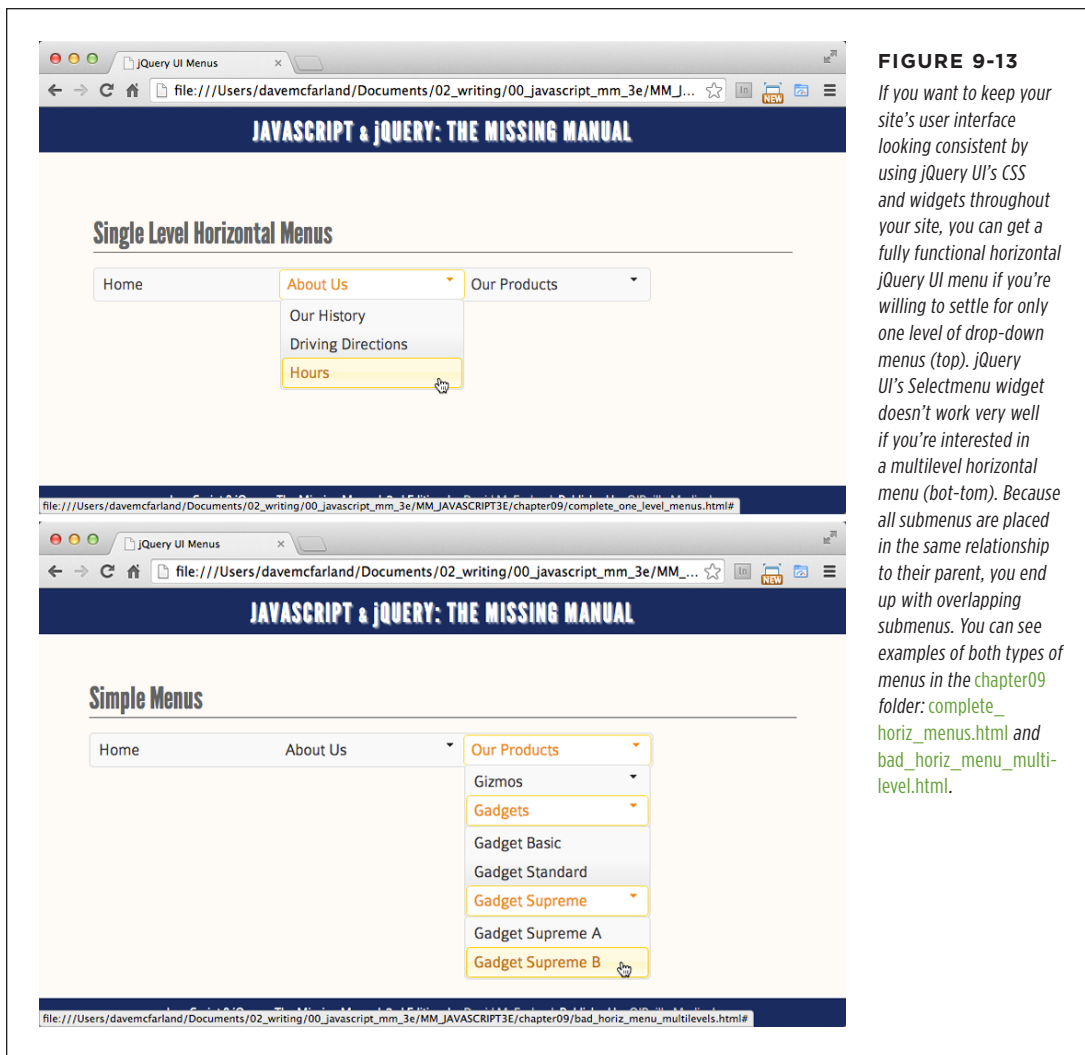 jQuery UI Menus
file:///Users/davemcfarland/Documents/02_writing/00_javascript_mm_3e/MM_J...
In
NEW
JAVASCRIPT & jQUERY: THE MISSING MANUAL
Single Level Horizontal Menus
Home
About Us
Our Products
Our History
Driving Directions
Hours
file:///Users/davemcfarland/Documents/02_writing/00_javascript_mm_3e/MM_JAVASCRIPT3E/chapter09/complete_one_level_menus.html#
jQuery UI Menus
file:///Users/davemcfarland/Documents/02_writing/00_javascript_mm_3e/MM_...
In
NEW
JAVASCRIPT & jQUERY: THE MISSING MANUAL
Simple Menus
Home
About Us
Our Products
Gizmos
Gadgets
Gadget Basic
Gadget Standard
Gadget Supreme
Gadget Supreme A
Gadget Supreme B
file:///Users/davemcfarland/Documents/02_writing/00_javascript_mm_3e/MM_JAVASCRIPT3E/chapter09/bad_horiz_menu_multilevels.html#
FIGURE 9-13
If you want to keep your
site's user interface
looking consistent by
using jQuery UI's CSS
and widgets throughout
your site, you can get a
fully functional horizontal
jQuery UI menu if you're
willing to settle for only
one level of drop-down
menus (top). jQuery
UI's Selectmenu widget
doesn't work very well
if you're interested in
a multilevel horizontal
menu (bot-tom). Because
all submenus are placed
in the same relationship
to their parent, you end
up with overlapping
submenus. You can see
examples of both types of
menus in the chapter09
folder: complete_
horiz_menus.html and
bad_horiz_menu_multi-
level.html.